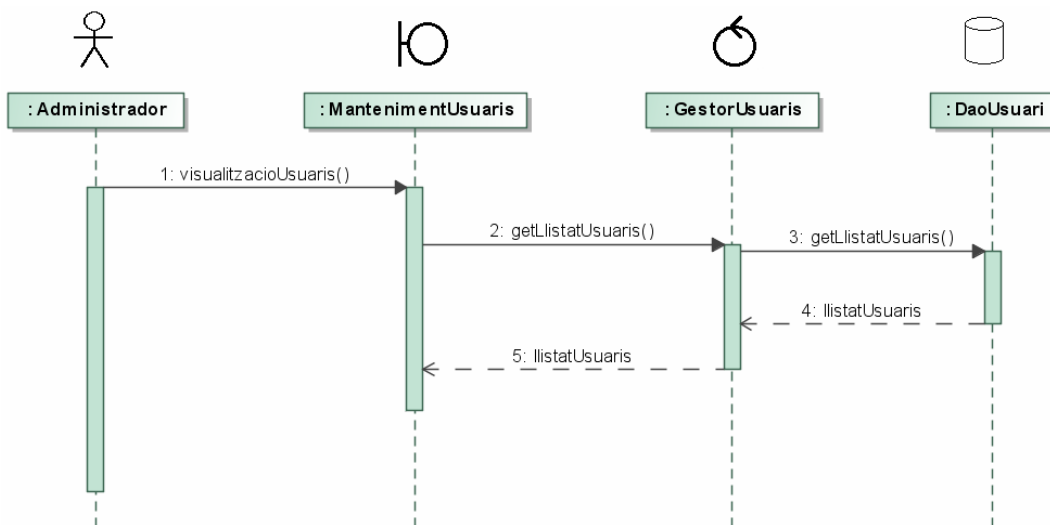 : Administrador
: MantenimentUsuaris
: GestorUsuaris
: DaoUsuari
1: visualitzacioUsuaris()
2: getLlistatUsuaris()
3: getLlistatUsuaris()
4: llistatUsuaris
5: llistatUsuaris